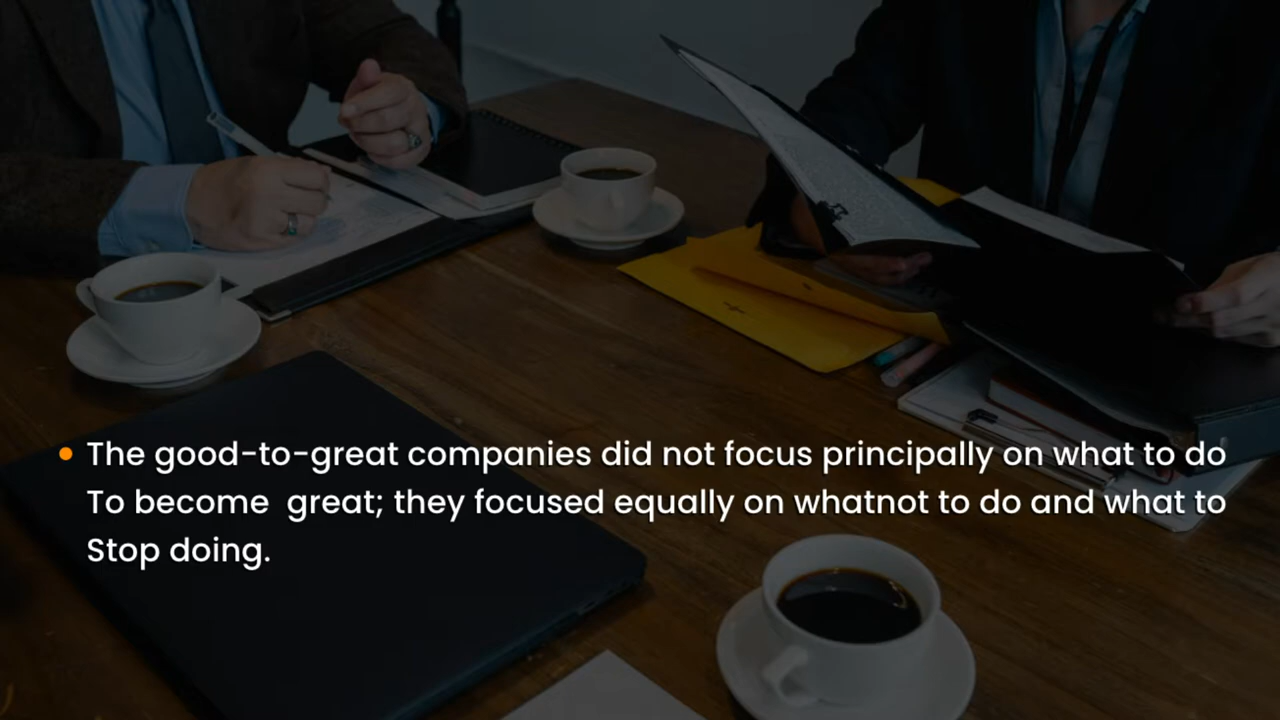 The good-to-great companies did not focus principally on what to do
To become  great; they focused equally on whatnot to do and what to
Stop doing.